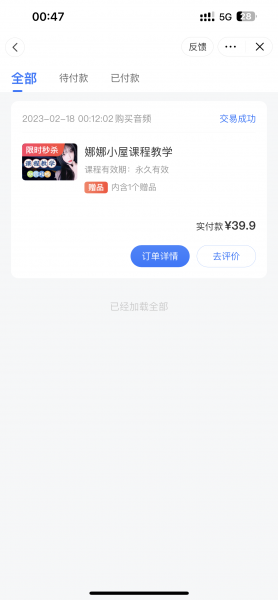 00:47
5G 28
反馈
全部 待付款 已付款
2023-02-18 00:12:02 购买音频 交易成功
限时秒杀
娜娜小屋课程教学
课程有效期：永久有效
赠品 内含1个赠品
实付款 ¥39.9
订单详情 去评价
已经加载全部